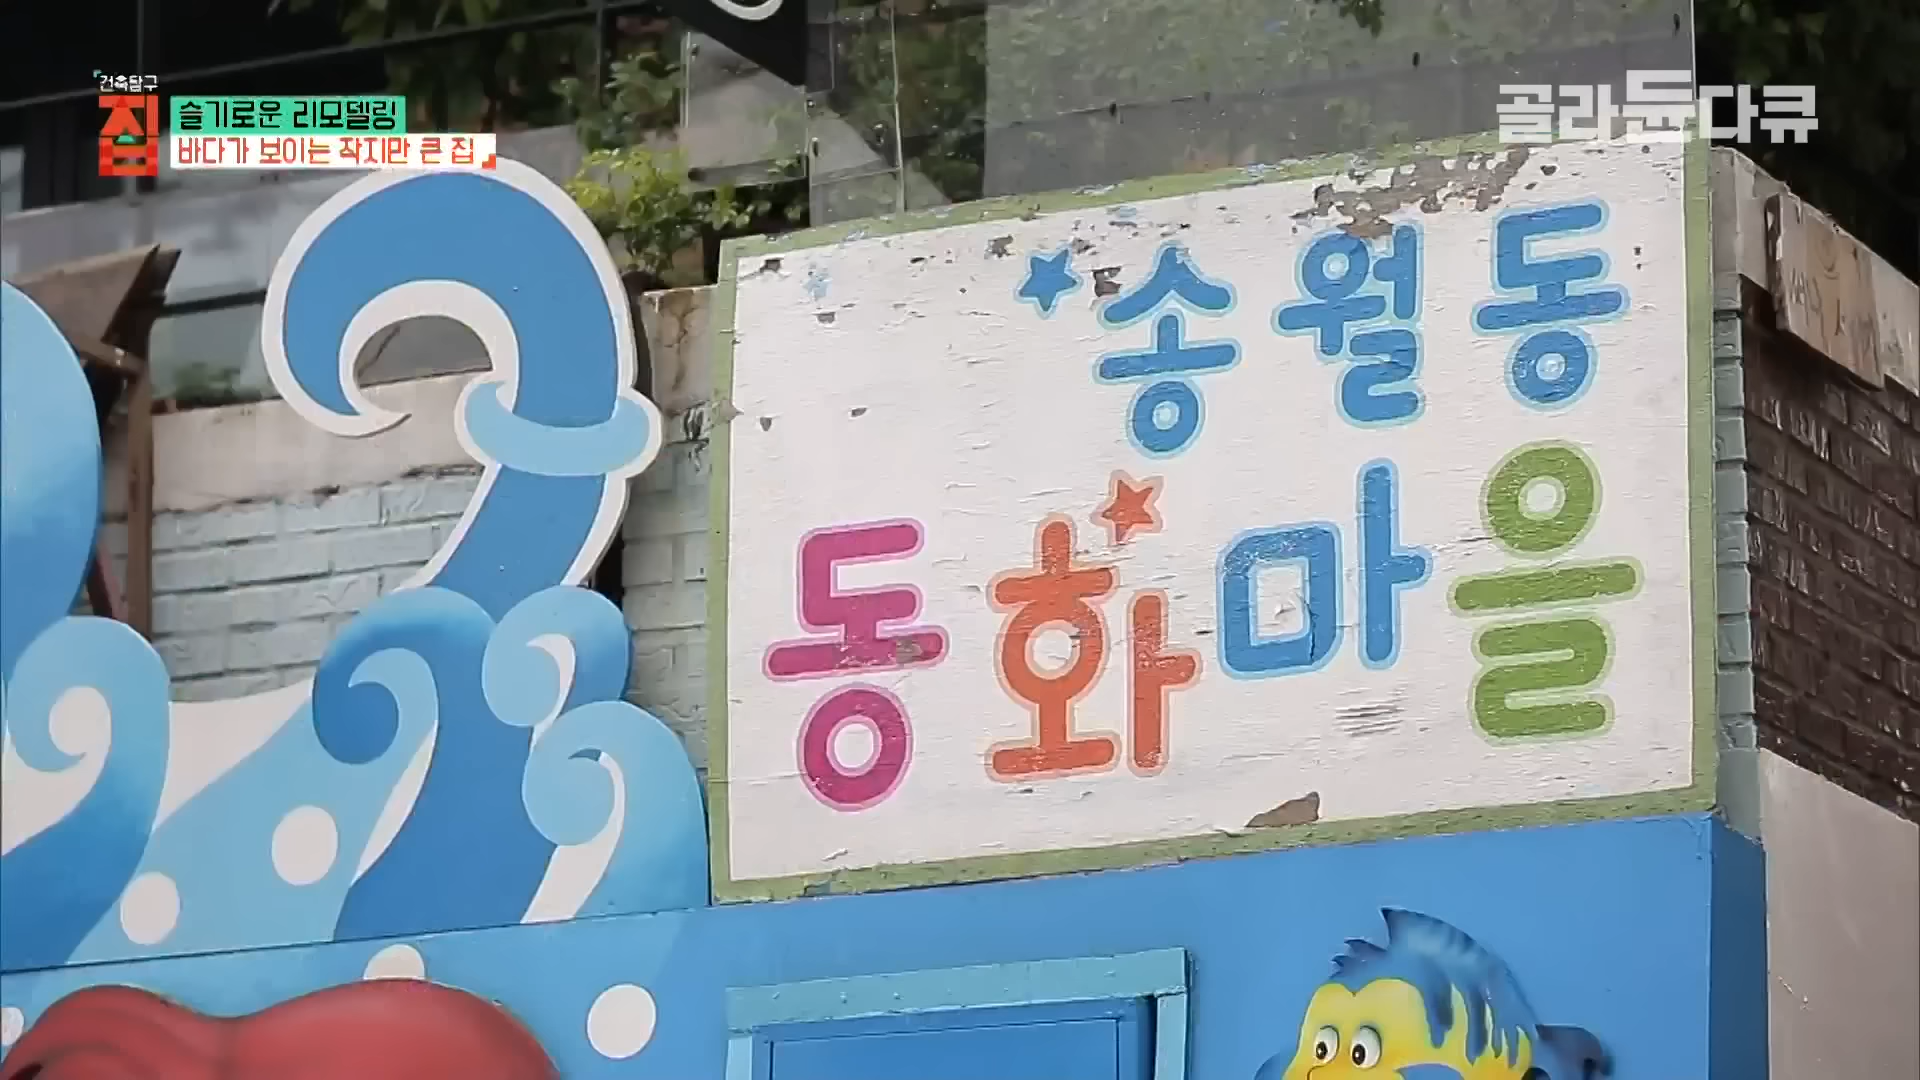 건축탐구
집
슬기로운 리모델링
바다가 보이는 작지만 큰 집
골라듄다큐
송월동
동화마을